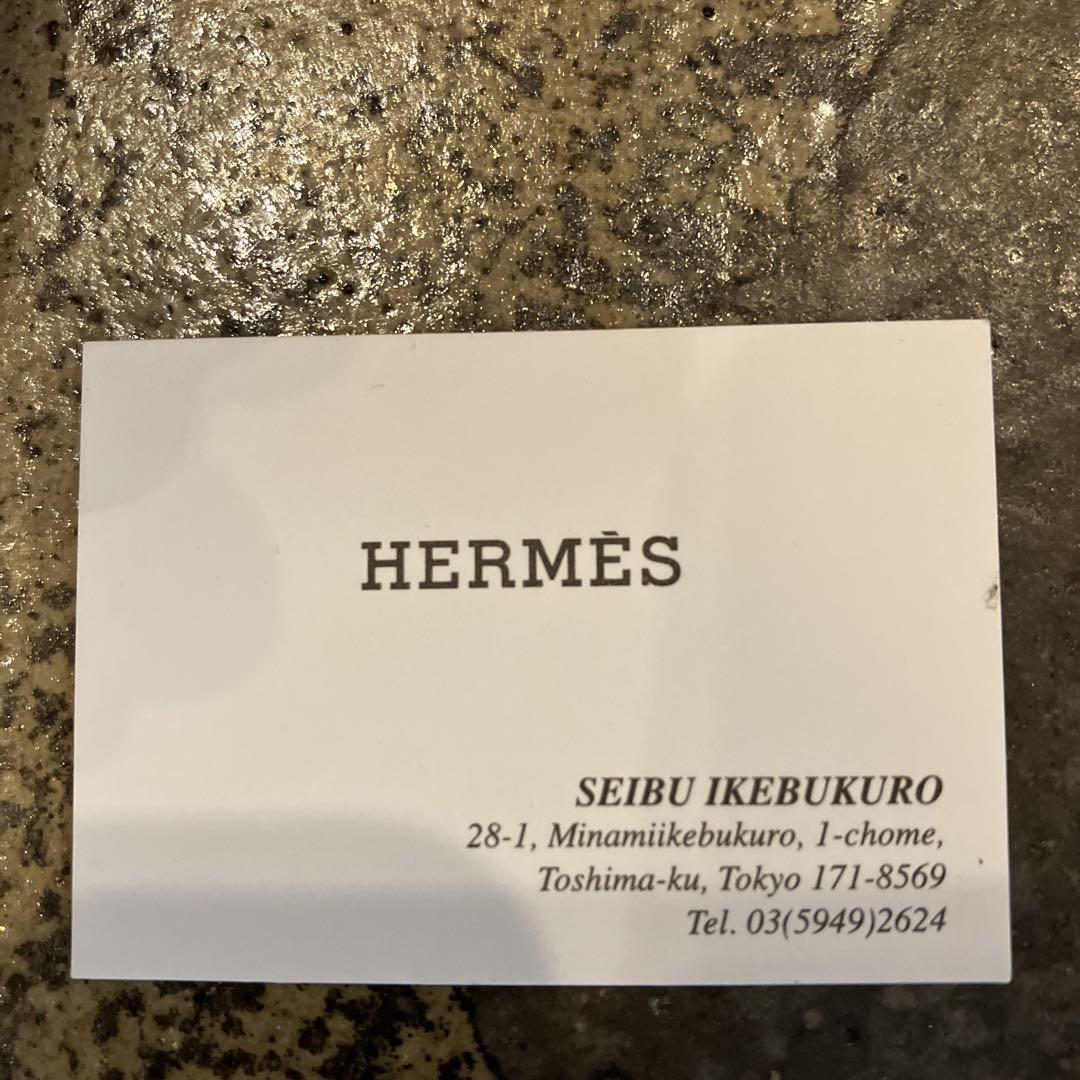 HERMÈS
SEIBU IKEBUKURO
28-1, Minamiikebukuro, 1-chome,
Toshima-ku, Tokyo 171-8569
Tel. 03(5949)2624